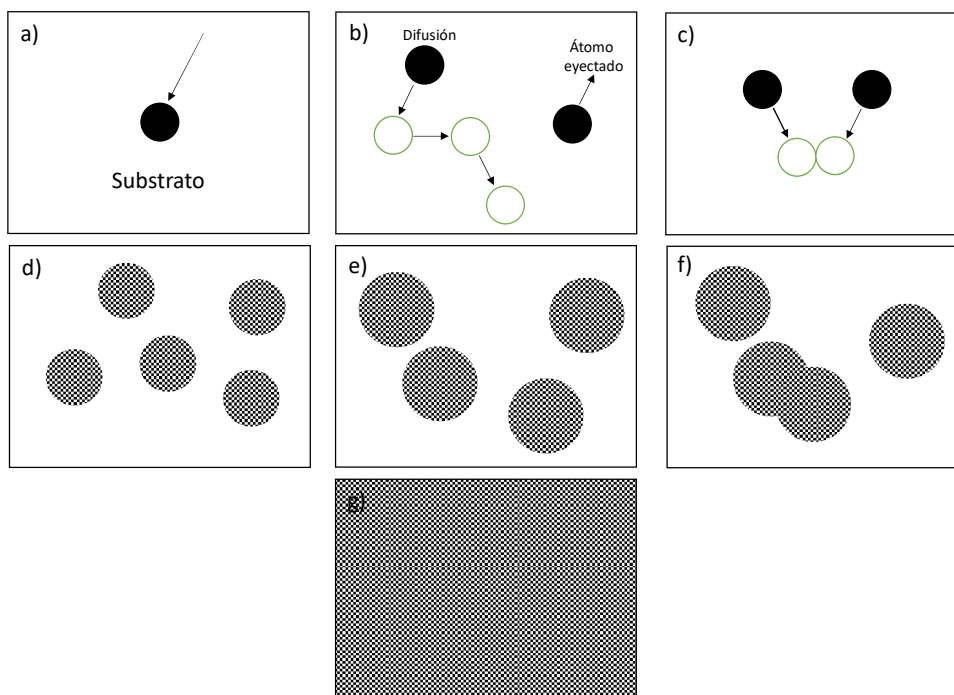 a)
Substrato
b)
Difusión
Átomo
eyectado
c)
d)
e)
f)
g)